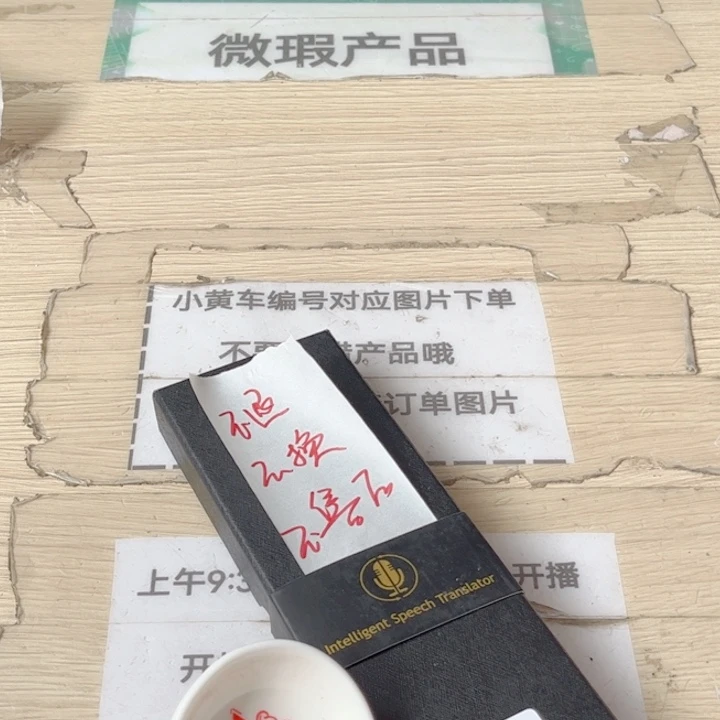 微瑕产品
小黄车编号对应图片下单
不要 错产品哦
订单图片
不退
不换
不售后
Intelligent Speech Translator
上午9:3 开播
开